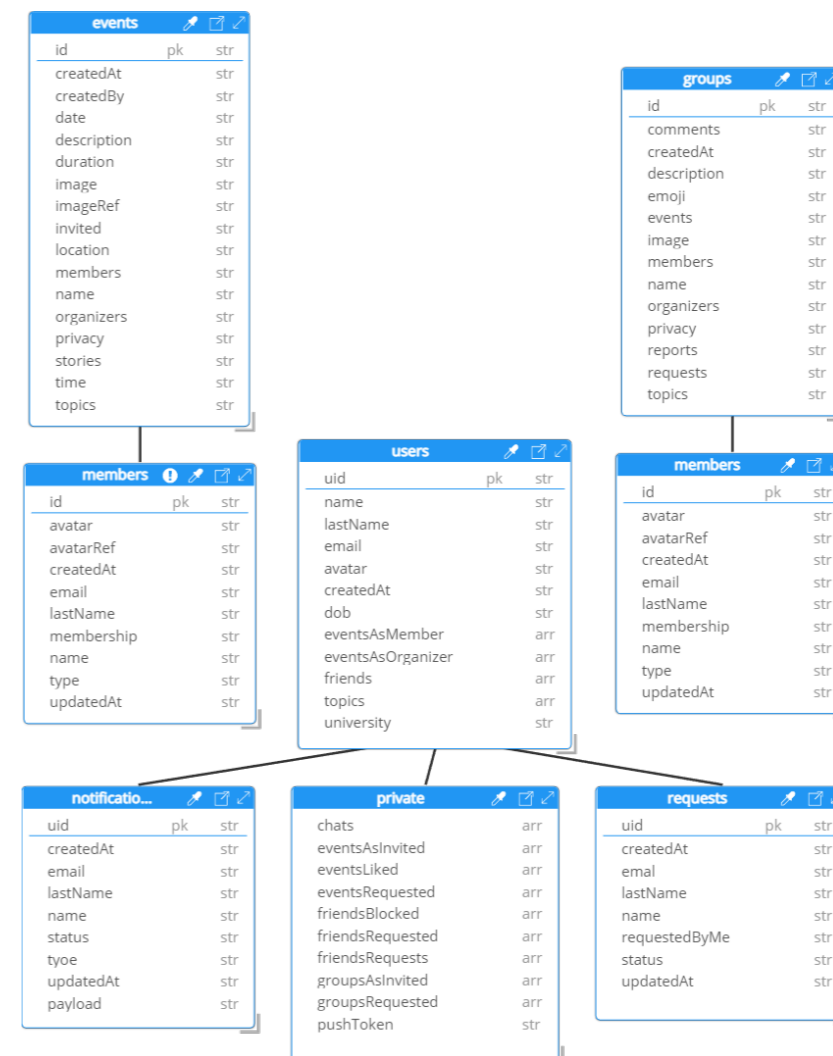 events
id pk str
createdAt str
createdBy str
date str
description str
duration str
image str
imageRef str
invited str
location str
members str
name str
organizers str
privacy str
stories str
time str
topics str
groups
id pk str
comments str
createdAt str
description str
emoji str
events str
image str
members str
name str
organizers str
privacy str
reports str
requests str
topics str
members
id pk str
avatar str
avatarRef str
createdAt str
email str
lastName str
membership str
name str
type str
updatedAt str
users
uid pk str
name str
lastName str
email str
avatar str
createdAt str
dob str
eventsAsMember arr
eventsAsOrganizer arr
friends arr
topics arr
university str
members
id pk str
avatar str
avatarRef str
createdAt str
email str
lastName str
membership str
name str
type str
updatedAt str
notificatio...
uid pk str
createdAt str
email str
lastName str
name str
status str
tyoe str
updatedAt str
payload str
private
chats arr
eventsAsInvited arr
eventsLiked arr
eventsRequested arr
friendsBlocked arr
friendsRequested arr
friendsRequests arr
groupsAsInvited arr
groupsRequested arr
pushToken str
requests
uid pk str
createdAt str
emal str
lastName str
name str
requestedByMe str
status str
updatedAt str